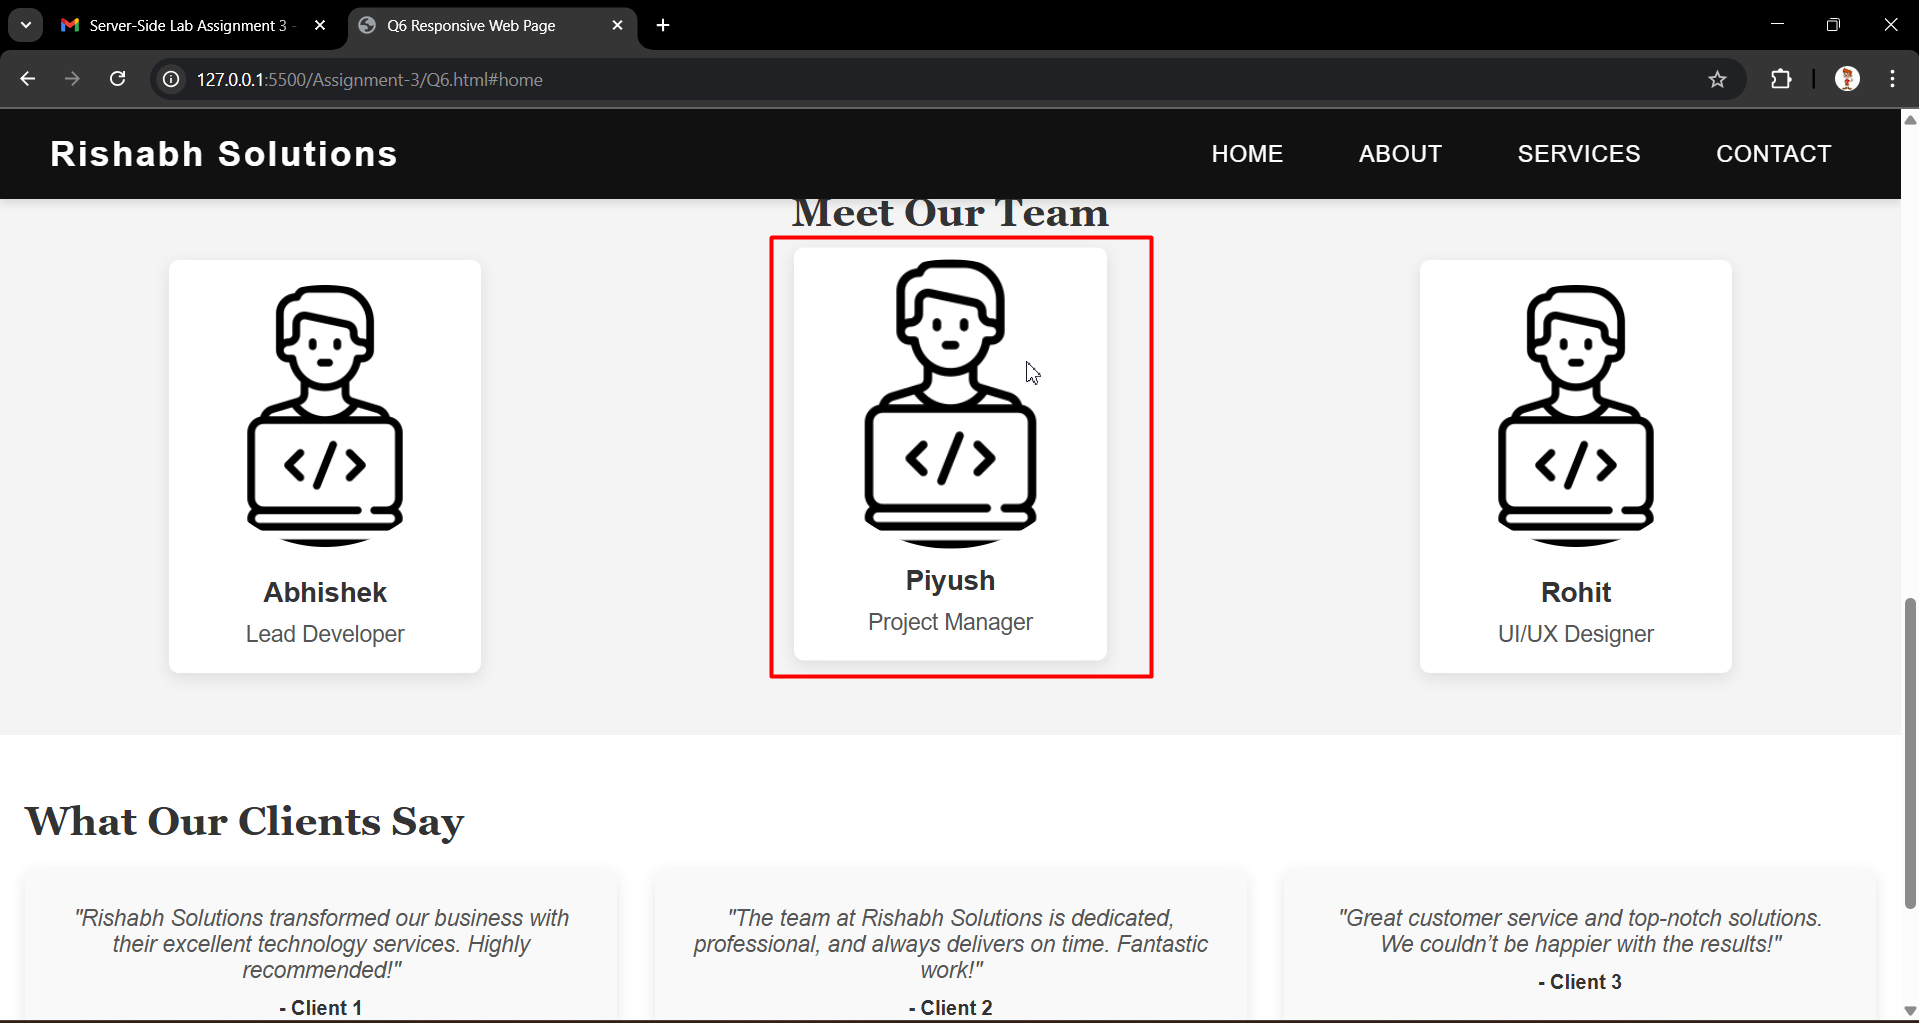 Server-Side Lab Assignment 3 -
Q6 Responsive Web Page
127.0.0.1:5500/Assignment-3/Q6.html#home
Rishabh Solutions
HOME
ABOUT
SERVICES
CONTACT
Meet Our Team
</>
Abhishek
Lead Developer
</>
Piyush
Project Manager
</>
Rohit
UI/UX Designer
What Our Clients Say
"Rishabh Solutions transformed our business with
their excellent technology services. Highly
recommended!"
- Client 1
"The team at Rishabh Solutions is dedicated,
professional, and always delivers on time. Fantastic
work!"
- Client 2
"Great customer service and top-notch solutions.
We couldn’t be happier with the results!"
- Client 3